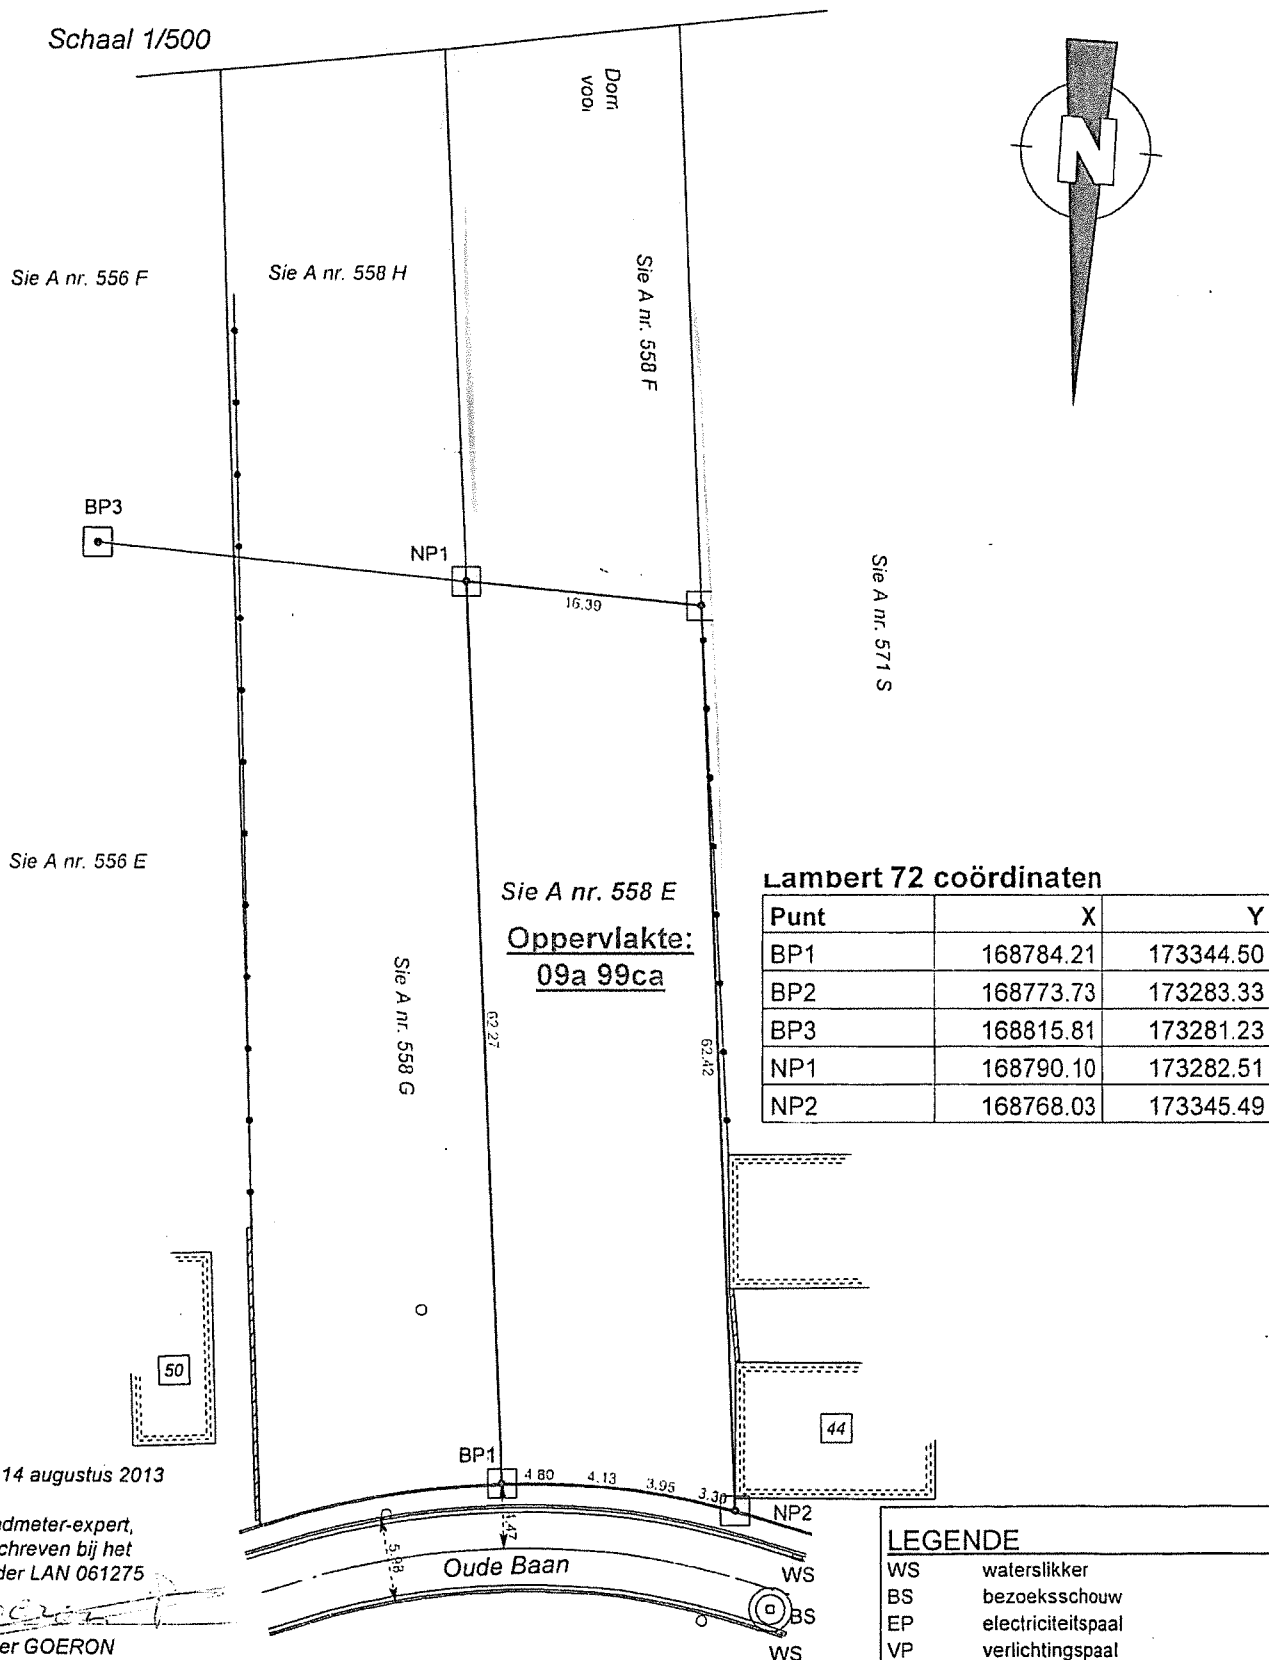 Schaal 1/500
Dom
voor
N
Sie A nr. 556 F
Sie A nr. 558 H
Sie A nr. 558 F
BP3
NP1
16.39
Sie A nr. 571 S
Sie A nr. 556 E
Sie A nr. 558 E
Oppervlakte:
09a 99ca
Sie A nr. 558 G
62.27
62.42
Lambert 72 coördinaten
Punt X Y
BP1 168784.21 173344.50
BP2 168773.73 173283.33
BP3 168815.81 173281.23
NP1 168790.10 173282.51
NP2 168768.03 173345.49
50
44
BP1
4.80 4.13 3.95 3.30
NP2
14 augustus 2013
dmeter-expert,
chreven bij het
der LAN 061275
er GOERON
5.98
Oude Baan
WS
BS
WS
LEGENDE
WS waterslikker
BS bezoeksschouw
EP electriciteitspaal
VP verlichtingspaal